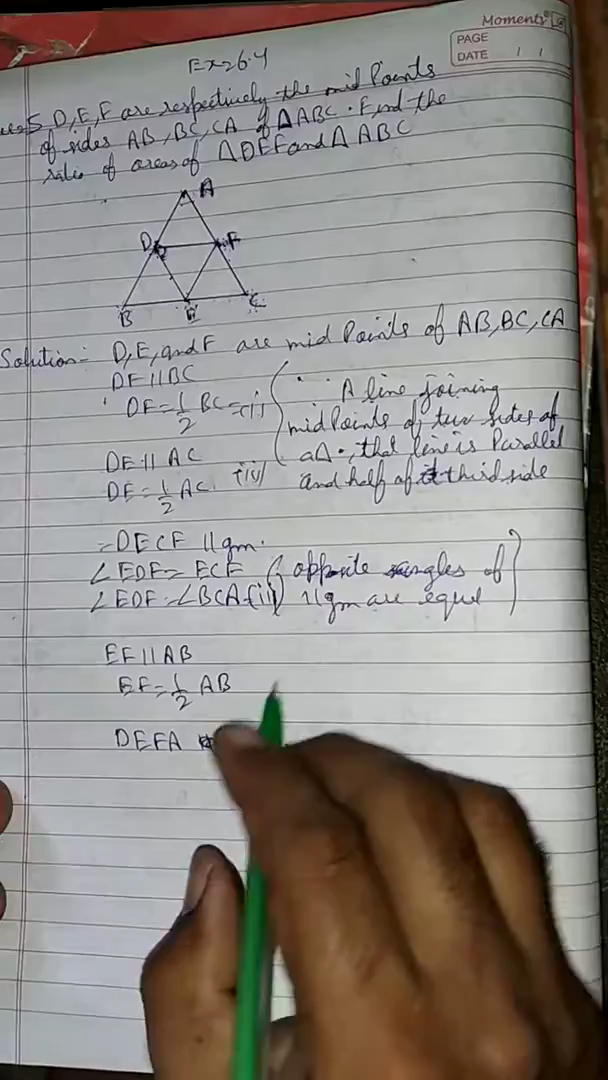 Moments
PAGE
DATE / /
Ex=6.4
5 D, E, F are respectively the mid Points
of sides AB, BC, CA of ΔABC. Find the
ratio of areas of ΔDEF and ΔABC
A
D F
B E C
Solution:- D, E, and F are mid Points of AB, BC, CA
DF || BC
DF = 1/2 BC = (i) { ∵ A line joining
mid Points of two sides of
DE || AC a Δ, that line is Parallel
DE = 1/2 AC and half of third side
= DECF ||gm.
∠EDF = ECF { opposite angles of
∠EDF = ∠BCA (ii) ||gm are equal }
EF || AB
EF = 1/2 AB
DEFA